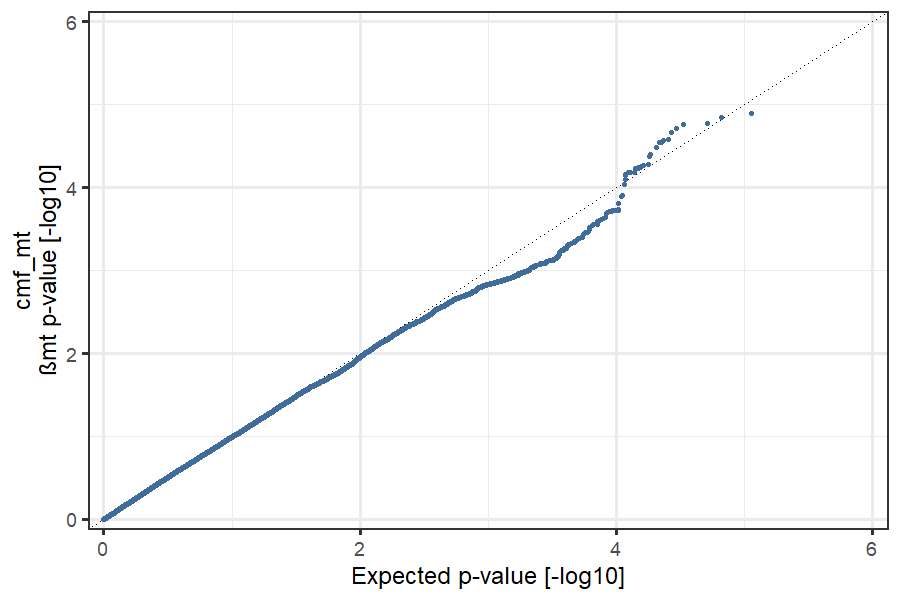 cmf_mt
ßmt p-value [-log10]
6
4
2
0
0 2 4 6
Expected p-value [-log10]